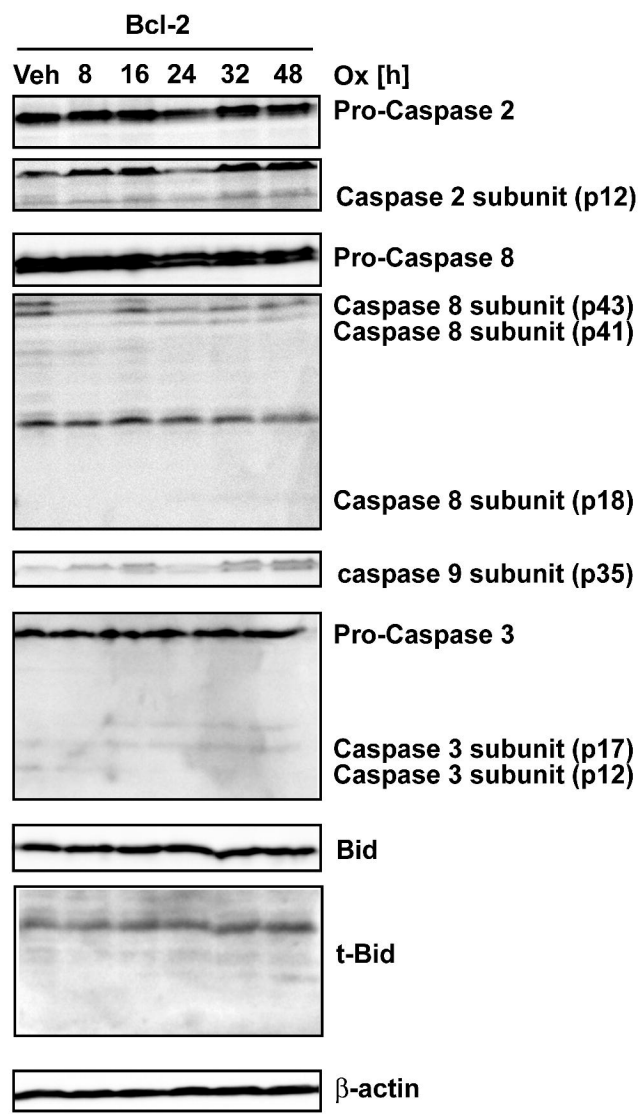 Bcl-2
Veh 8 16 24 32 48 Ox [h]
Pro-Caspase 2
Caspase 2 subunit (p12)
Pro-Caspase 8
Caspase 8 subunit (p43)
Caspase 8 subunit (p41)
Caspase 8 subunit (p18)
caspase 9 subunit (p35)
Pro-Caspase 3
Caspase 3 subunit (p17)
Caspase 3 subunit (p12)
Bid
t-Bid
β-actin